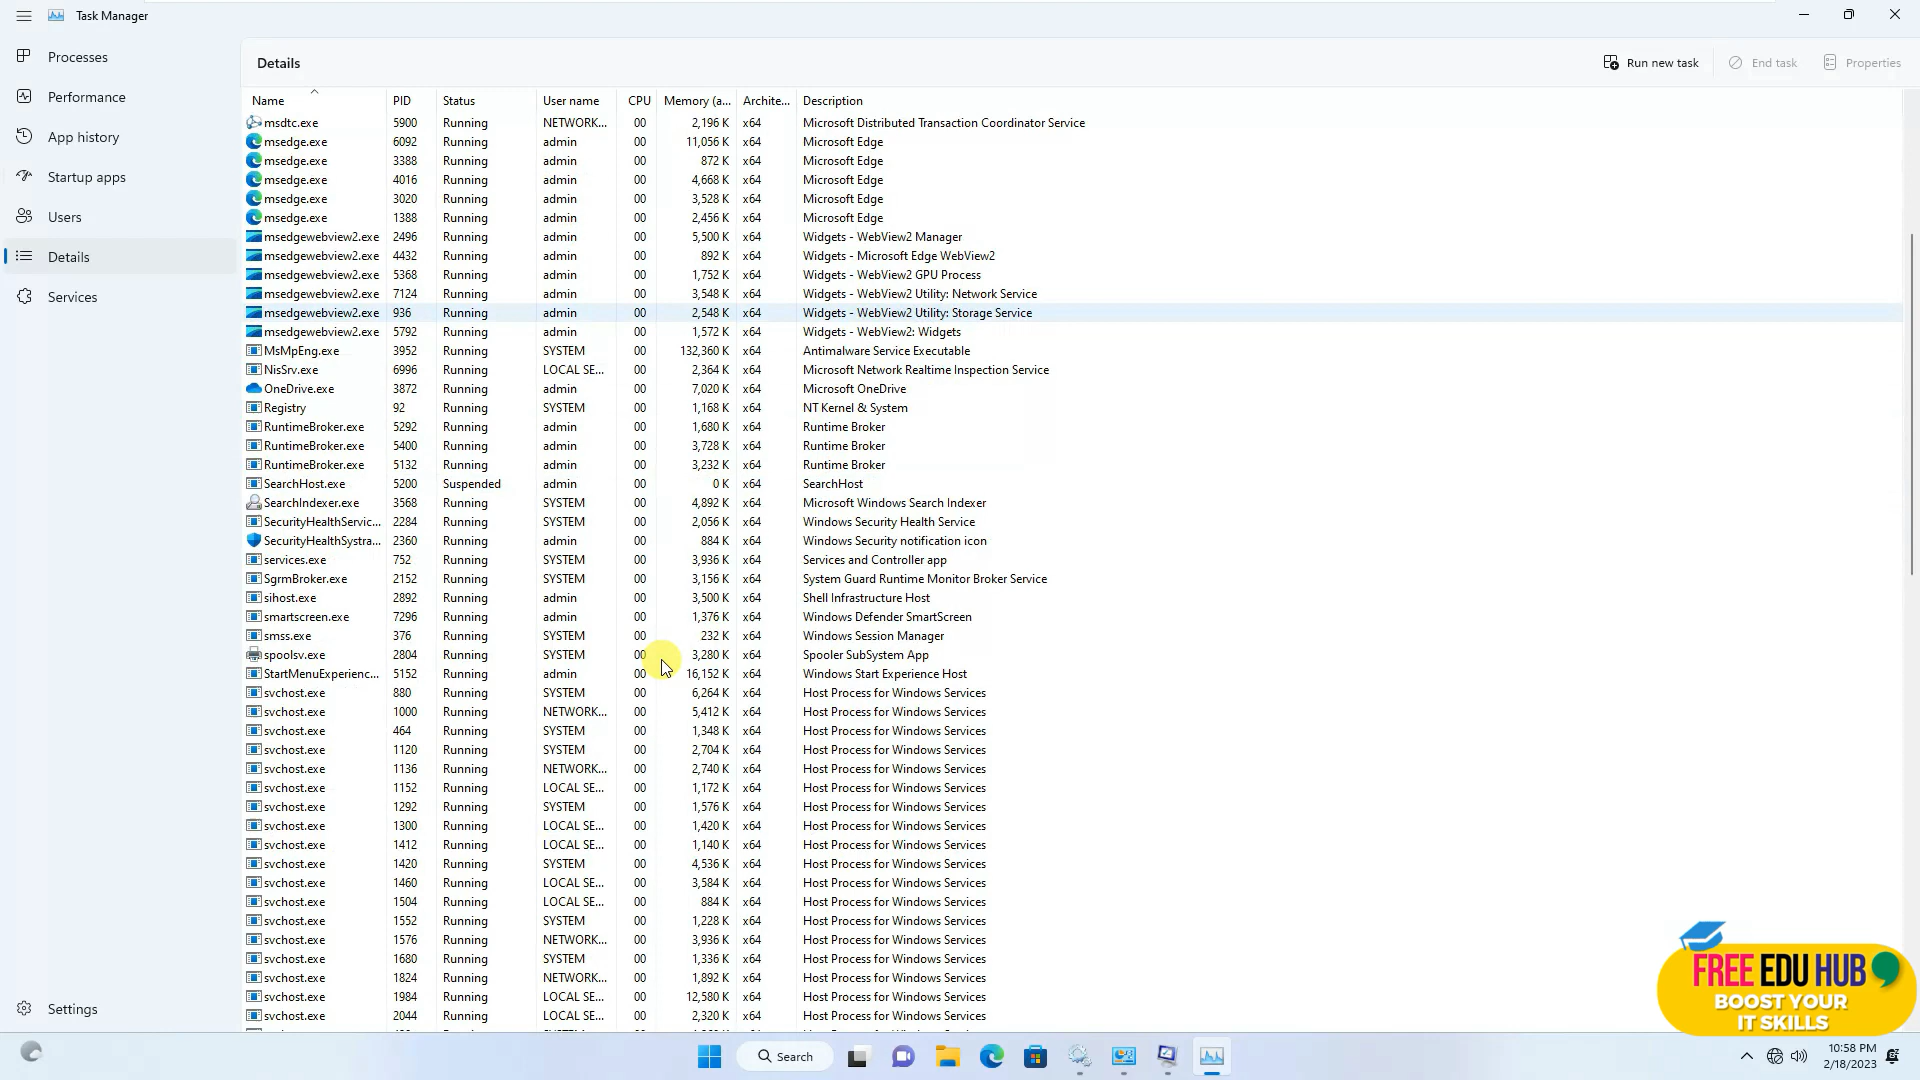 Task Manager
Processes
Performance
App history
Startup apps
Users
Details
Services
Settings
Details
Run new task
End task
Properties
Name PID Status User name CPU Memory (a... Archite... Description
msdtc.exe 5900 Running NETWORK... 00 2,196 K x64 Microsoft Distributed Transaction Coordinator Service
msedge.exe 6092 Running admin 00 11,056 K x64 Microsoft Edge
msedge.exe 3388 Running admin 00 872 K x64 Microsoft Edge
msedge.exe 4016 Running admin 00 4,668 K x64 Microsoft Edge
msedge.exe 3020 Running admin 00 3,528 K x64 Microsoft Edge
msedge.exe 1388 Running admin 00 2,456 K x64 Microsoft Edge
msedgewebview2.exe 2496 Running admin 00 5,500 K x64 Widgets - WebView2 Manager
msedgewebview2.exe 4432 Running admin 00 892 K x64 Widgets - Microsoft Edge WebView2
msedgewebview2.exe 5368 Running admin 00 1,752 K x64 Widgets - WebView2 GPU Process
msedgewebview2.exe 7124 Running admin 00 3,548 K x64 Widgets - WebView2 Utility: Network Service
msedgewebview2.exe 936 Running admin 00 2,548 K x64 Widgets - WebView2 Utility: Storage Service
msedgewebview2.exe 5792 Running admin 00 1,572 K x64 Widgets - WebView2: Widgets
MsMpEng.exe 3952 Running SYSTEM 00 132,360 K x64 Antimalware Service Executable
NisSrv.exe 6996 Running LOCAL SE... 00 2,364 K x64 Microsoft Network Realtime Inspection Service
OneDrive.exe 3872 Running admin 00 7,020 K x64 Microsoft OneDrive
Registry 92 Running SYSTEM 00 1,168 K x64 NT Kernel & System
RuntimeBroker.exe 5292 Running admin 00 1,680 K x64 Runtime Broker
RuntimeBroker.exe 5400 Running admin 00 3,728 K x64 Runtime Broker
RuntimeBroker.exe 5132 Running admin 00 3,232 K x64 Runtime Broker
SearchHost.exe 5200 Suspended admin 00 0 K x64 SearchHost
SearchIndexer.exe 3568 Running SYSTEM 00 4,892 K x64 Microsoft Windows Search Indexer
SecurityHealthServic... 2284 Running SYSTEM 00 2,056 K x64 Windows Security Health Service
SecurityHealthSystra... 2360 Running admin 00 884 K x64 Windows Security notification icon
services.exe 752 Running SYSTEM 00 3,936 K x64 Services and Controller app
SgrmBroker.exe 2152 Running SYSTEM 00 3,156 K x64 System Guard Runtime Monitor Broker Service
sihost.exe 2892 Running admin 00 3,500 K x64 Shell Infrastructure Host
smartscreen.exe 7296 Running admin 00 1,376 K x64 Windows Defender SmartScreen
smss.exe 376 Running SYSTEM 00 232 K x64 Windows Session Manager
spoolsv.exe 2804 Running SYSTEM 00 3,280 K x64 Spooler SubSystem App
StartMenuExperienc... 5152 Running admin 00 16,152 K x64 Windows Start Experience Host
svchost.exe 880 Running SYSTEM 00 6,264 K x64 Host Process for Windows Services
svchost.exe 1000 Running NETWORK... 00 5,412 K x64 Host Process for Windows Services
svchost.exe 464 Running SYSTEM 00 1,348 K x64 Host Process for Windows Services
svchost.exe 1120 Running SYSTEM 00 2,704 K x64 Host Process for Windows Services
svchost.exe 1136 Running NETWORK... 00 2,740 K x64 Host Process for Windows Services
svchost.exe 1152 Running LOCAL SE... 00 1,172 K x64 Host Process for Windows Services
svchost.exe 1292 Running SYSTEM 00 1,576 K x64 Host Process for Windows Services
svchost.exe 1300 Running LOCAL SE... 00 1,420 K x64 Host Process for Windows Services
svchost.exe 1412 Running LOCAL SE... 00 1,140 K x64 Host Process for Windows Services
svchost.exe 1420 Running SYSTEM 00 4,536 K x64 Host Process for Windows Services
svchost.exe 1460 Running LOCAL SE... 00 3,584 K x64 Host Process for Windows Services
svchost.exe 1504 Running LOCAL SE... 00 884 K x64 Host Process for Windows Services
svchost.exe 1552 Running SYSTEM 00 1,228 K x64 Host Process for Windows Services
svchost.exe 1576 Running NETWORK... 00 3,936 K x64 Host Process for Windows Services
svchost.exe 1680 Running SYSTEM 00 1,336 K x64 Host Process for Windows Services
svchost.exe 1824 Running NETWORK... 00 1,892 K x64 Host Process for Windows Services
svchost.exe 1984 Running LOCAL SE... 00 12,580 K x64 Host Process for Windows Services
svchost.exe 2044 Running LOCAL SE... 00 2,320 K x64 Host Process for Windows Services
FREE EDU HUB
BOOST YOUR
IT SKILLS
Search
10:58 PM
2/18/2023